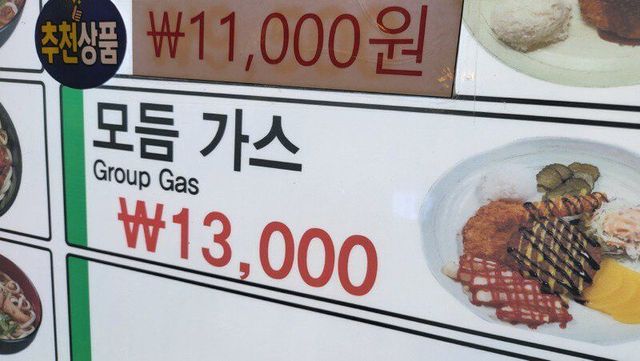 추천상품
₩11,000원
모듬 가스
Group Gas
₩13,000